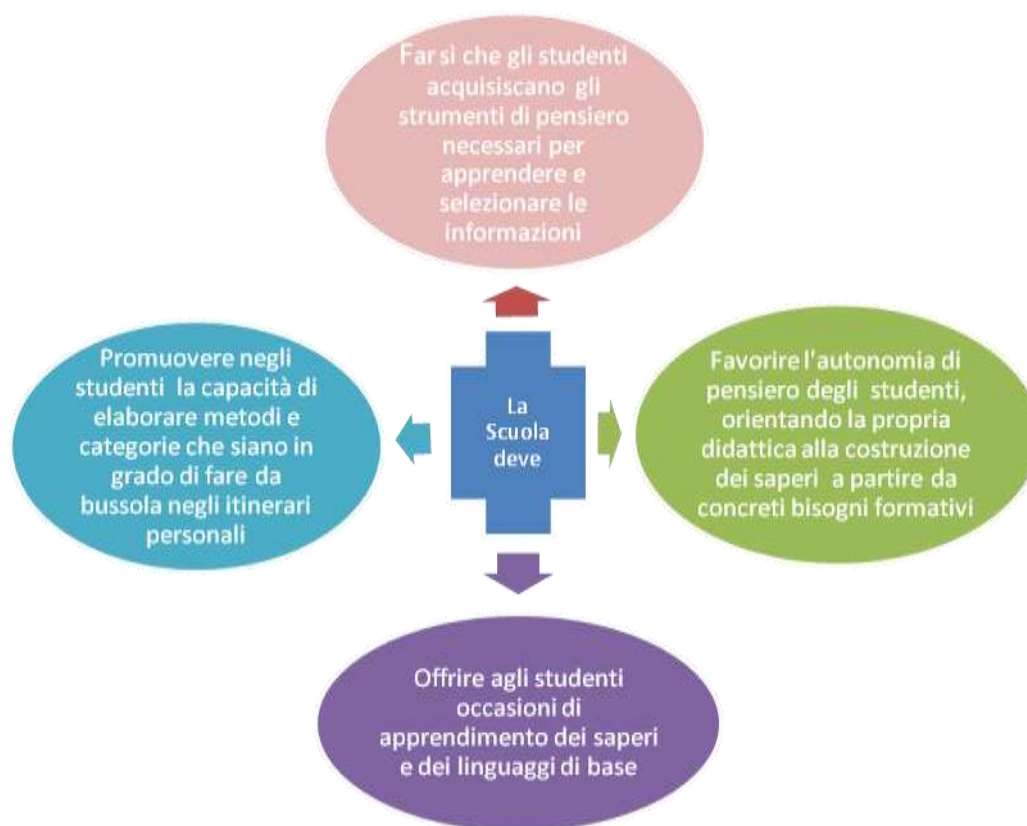 Far sì che gli studenti
acquisiscano gli
strumenti di pensiero
necessari per
apprendere e
selezionare le
informazioni
Promuovere negli
studenti la capacità di
elaborare metodi e
categorie che siano in
grado di fare da
bussola negli itinerari
personali
La
Scuola
deve
Favorire l'autonomia di
pensiero degli studenti,
orientando la propria
didattica alla costruzione
dei saperi a partire da
concreti bisogni formativi
Offrire agli studenti
occasioni di
apprendimento dei saperi
e dei linguaggi di base